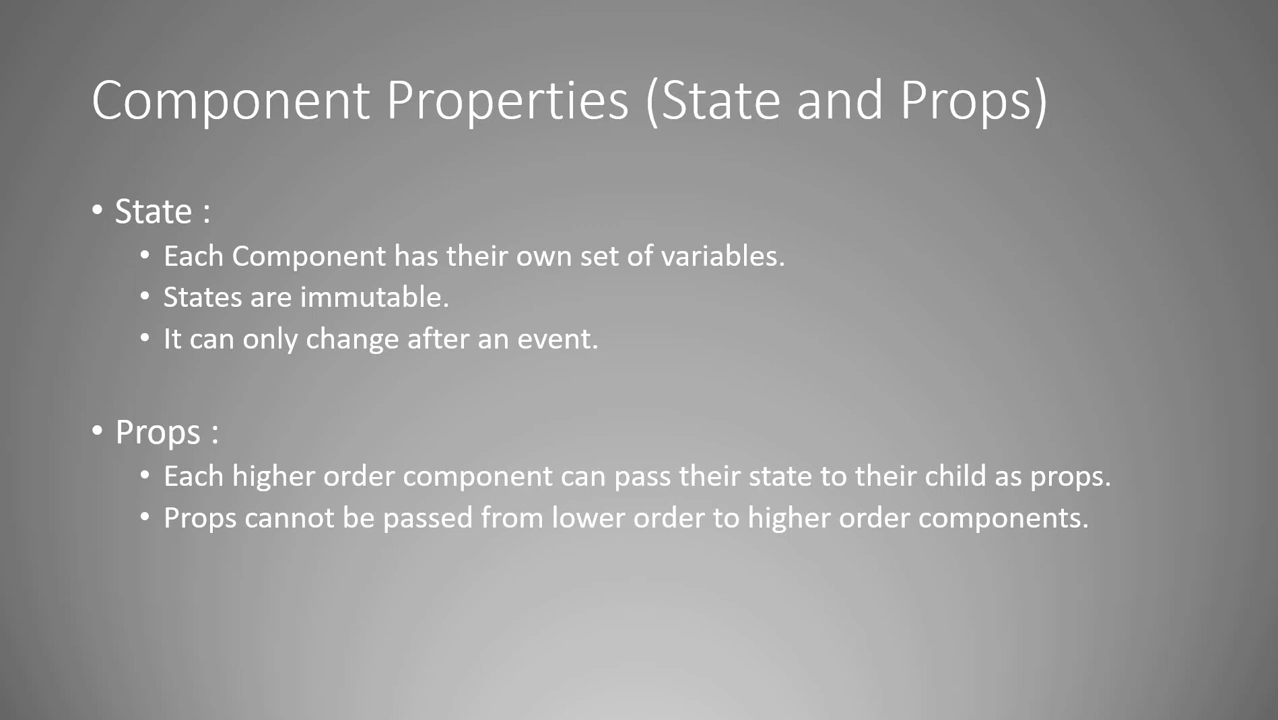 Component Properties (State and Props)
• State :
• Each Component has their own set of variables.
• States are immutable.
• It can only change after an event.
• Props :
• Each higher order component can pass their state to their child as props.
• Props cannot be passed from lower order to higher order components.